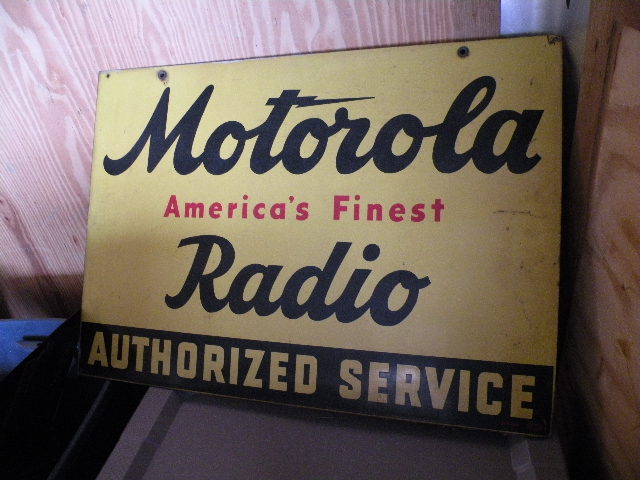 Motorola
America's Finest
Radio
AUTHORIZED SERVICE